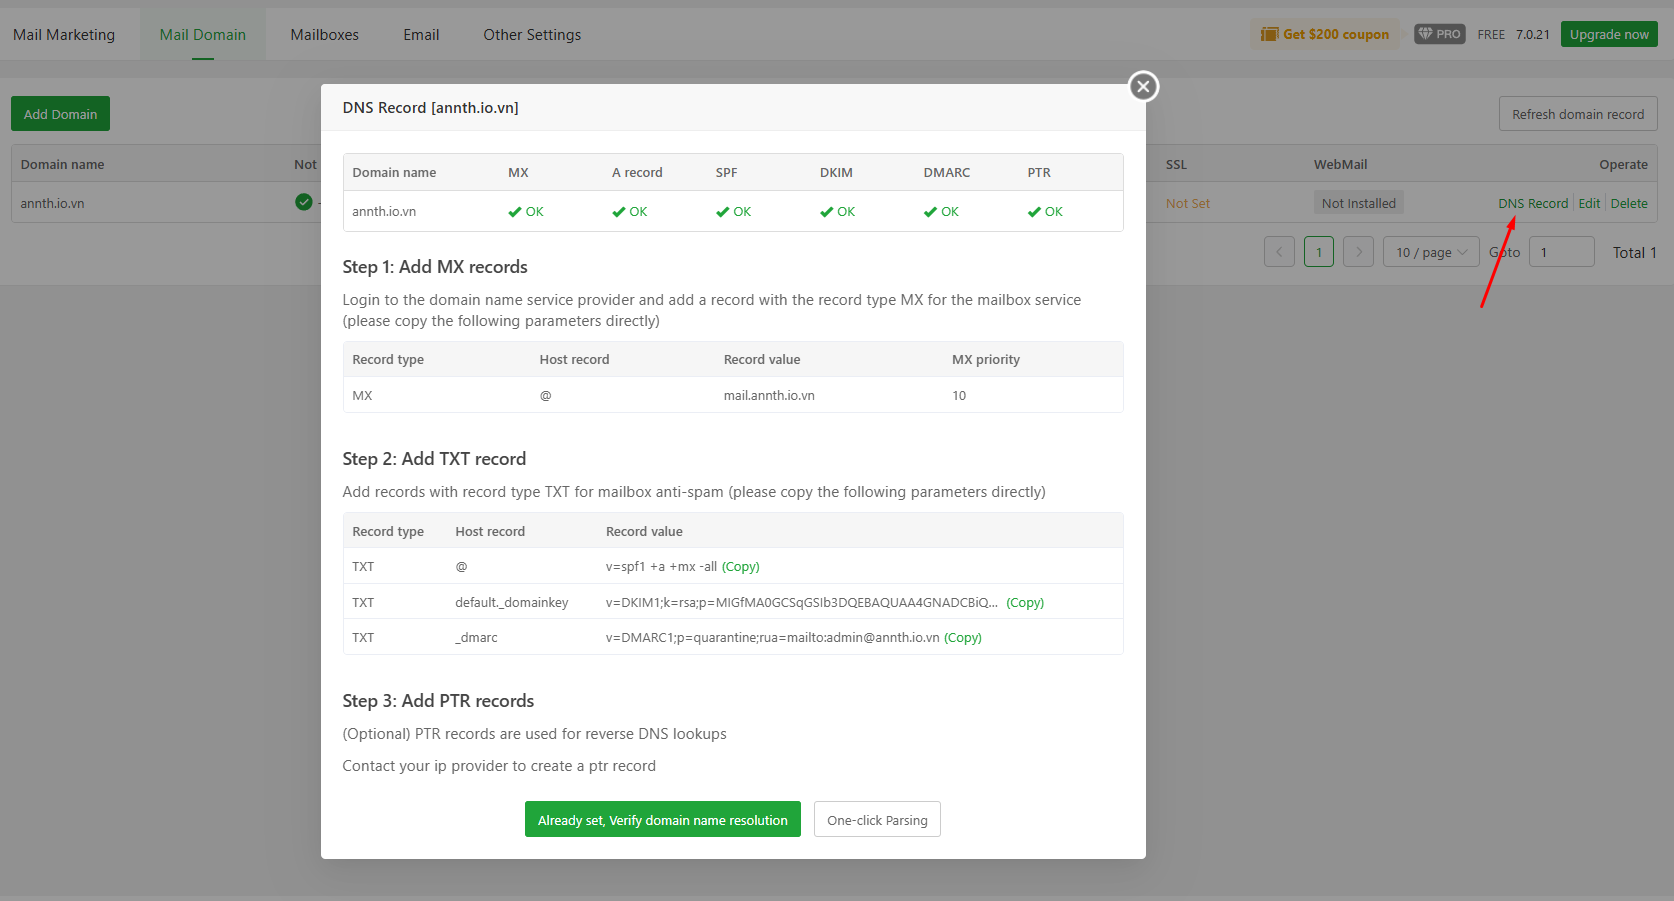 Mail Marketing Mail Domain Mailboxes Email Other Settings Get $200 coupon PRO FREE 7.0.21 Upgrade now
Add Domain Refresh domain record
Domain name Not SSL WebMail Operate
annth.io.vn Not Set Not Installed DNS Record Edit Delete
1 10 / page Goto 1 Total 1
DNS Record [annth.io.vn]
Domain name MX A record SPF DKIM DMARC PTR
annth.io.vn OK OK OK OK OK OK
Step 1: Add MX records
Login to the domain name service provider and add a record with the record type MX for the mailbox service
(please copy the following parameters directly)
Record type Host record Record value MX priority
MX @ mail.annth.io.vn 10
Step 2: Add TXT record
Add records with record type TXT for mailbox anti-spam (please copy the following parameters directly)
Record type Host record Record value
TXT @ v=spf1 +a +mx -all (Copy)
TXT default._domainkey v=DKIM1;k=rsa;p=MIGfMA0GCSqGSIb3DQEBAQUAA4GNADCBiQ... (Copy)
TXT _dmarc v=DMARC1;p=quarantine;rua=mailto:admin@annth.io.vn (Copy)
Step 3: Add PTR records
(Optional) PTR records are used for reverse DNS lookups
Contact your ip provider to create a ptr record
Already set, Verify domain name resolution One-click Parsing